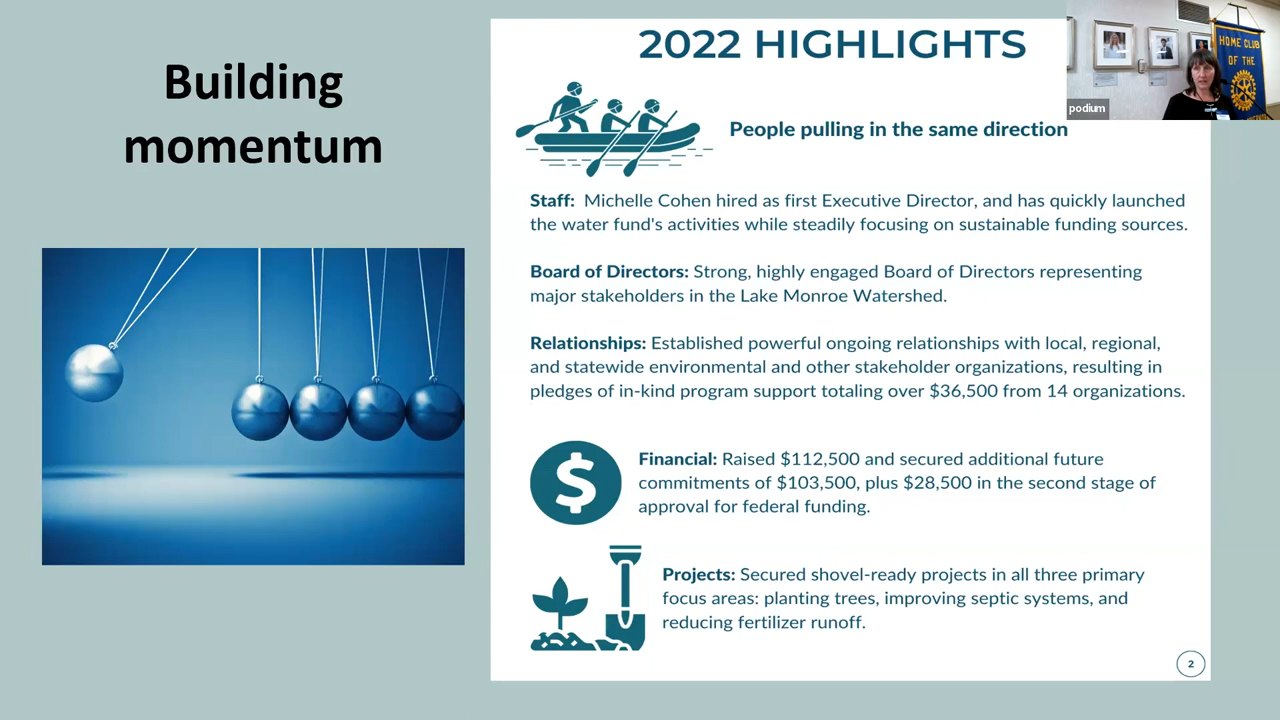 Building
momentum
2022 HIGHLIGHTS
People pulling in the same direction
Staff: Michelle Cohen hired as first Executive Director, and has quickly launched
the water fund's activities while steadily focusing on sustainable funding sources.
Board of Directors: Strong, highly engaged Board of Directors representing
major stakeholders in the Lake Monroe Watershed.
Relationships: Established powerful ongoing relationships with local, regional,
and statewide environmental and other stakeholder organizations, resulting in
pledges of in-kind program support totaling over $36,500 from 14 organizations.
$
Financial: Raised $112,500 and secured additional future
commitments of $103,500, plus $28,500 in the second stage of
approval for federal funding.
Projects: Secured shovel-ready projects in all three primary
focus areas: planting trees, improving septic systems, and
reducing fertilizer runoff.
2
podium
HOME CLUB
OF THE